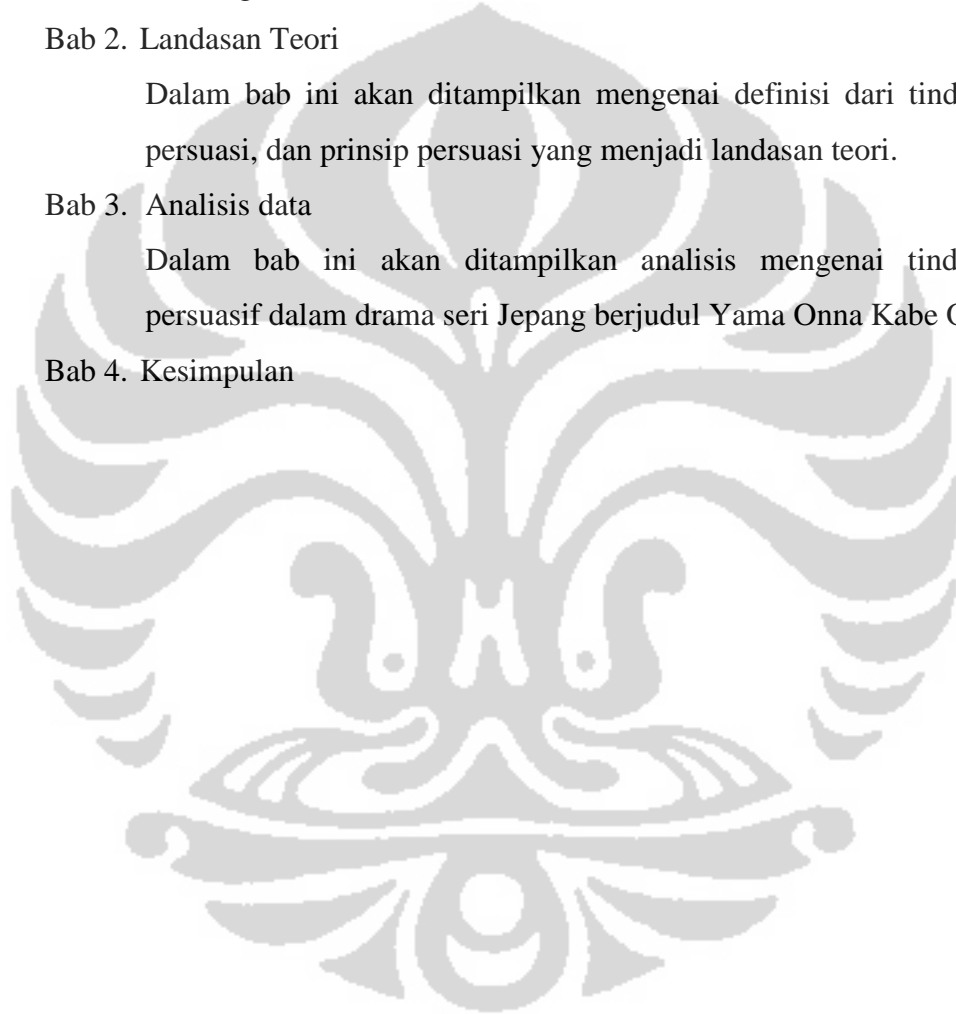 Bab 2. Landasan Teori
Dalam bab ini akan ditampilkan mengenai definisi dari tind
persuasi, dan prinsip persuasi yang menjadi landasan teori.
Bab 3. Analisis data
Dalam bab ini akan ditampilkan analisis mengenai tind
persuasif dalam drama seri Jepang berjudul Yama Onna Kabe
Bab 4. Kesimpulan